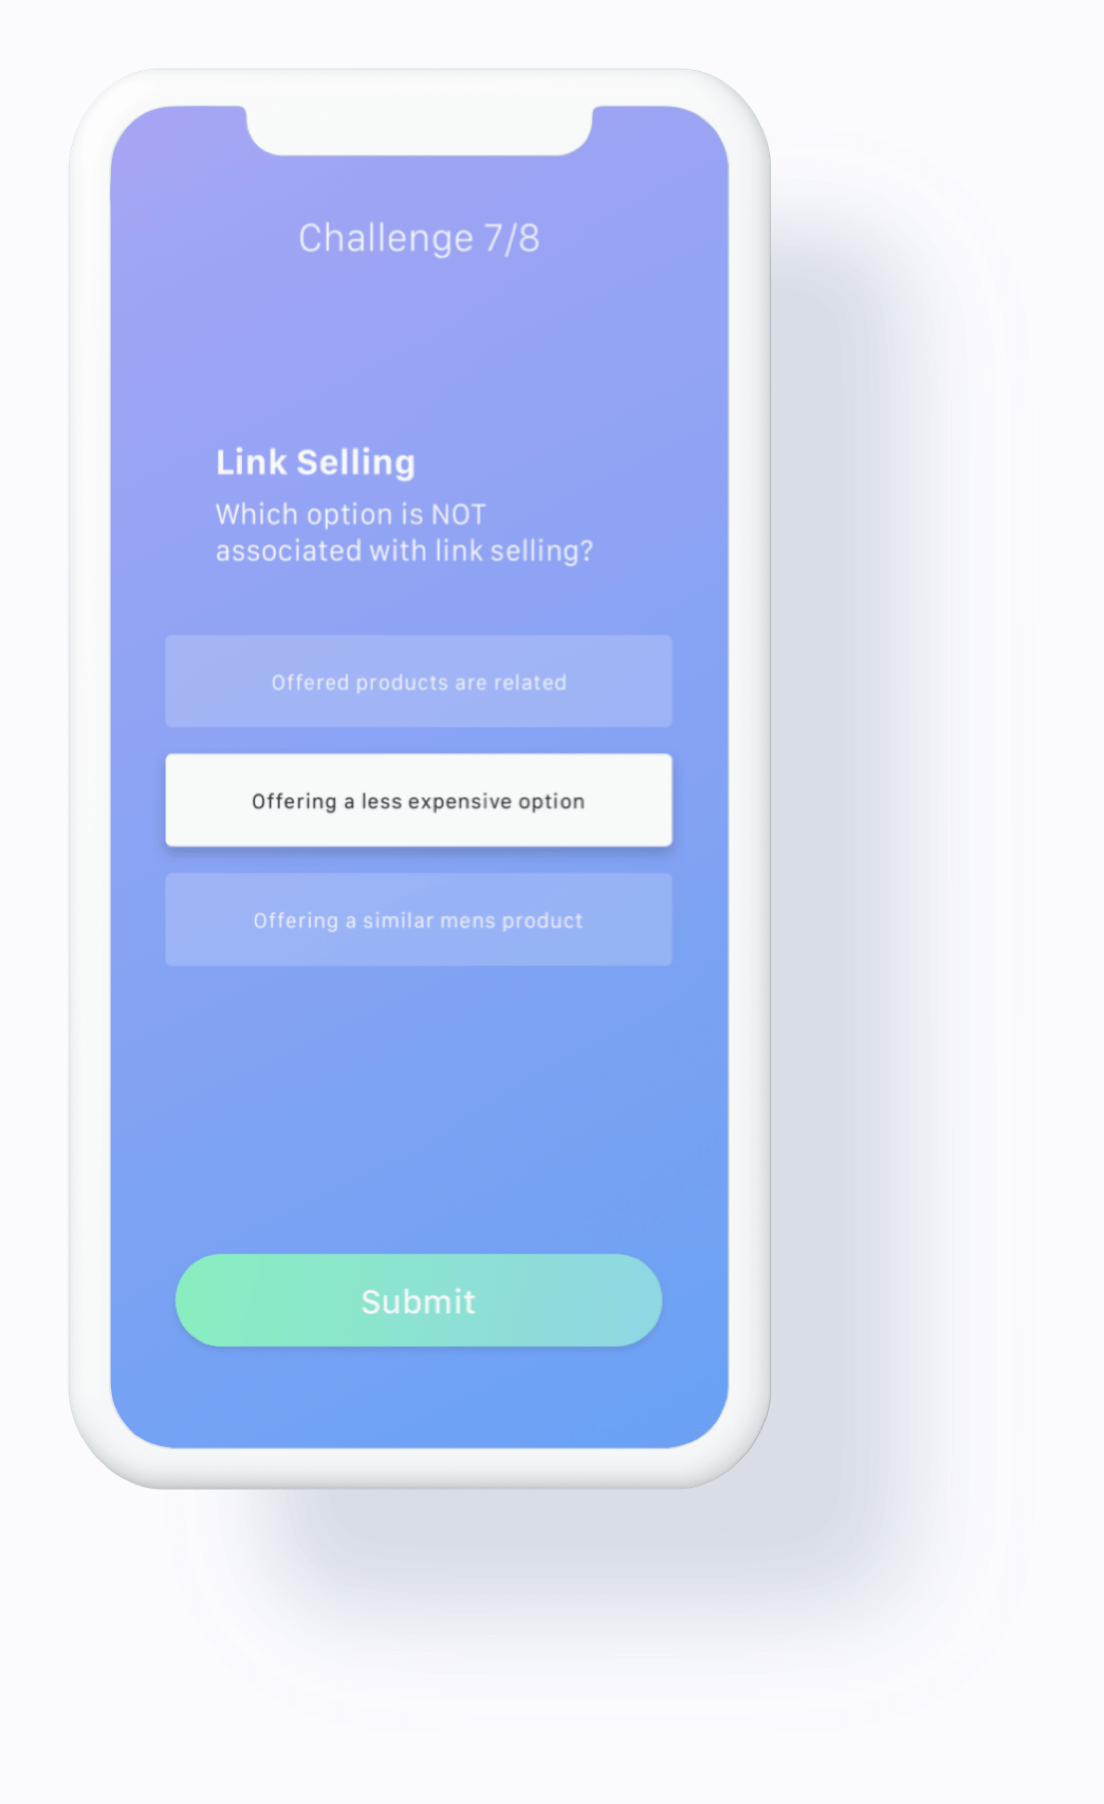 Challenge 7/8
Link Selling
Which option is NOT
associated with link selling?
Offered products are related
Offering a less expensive option
Offering a similar mens product
Submit